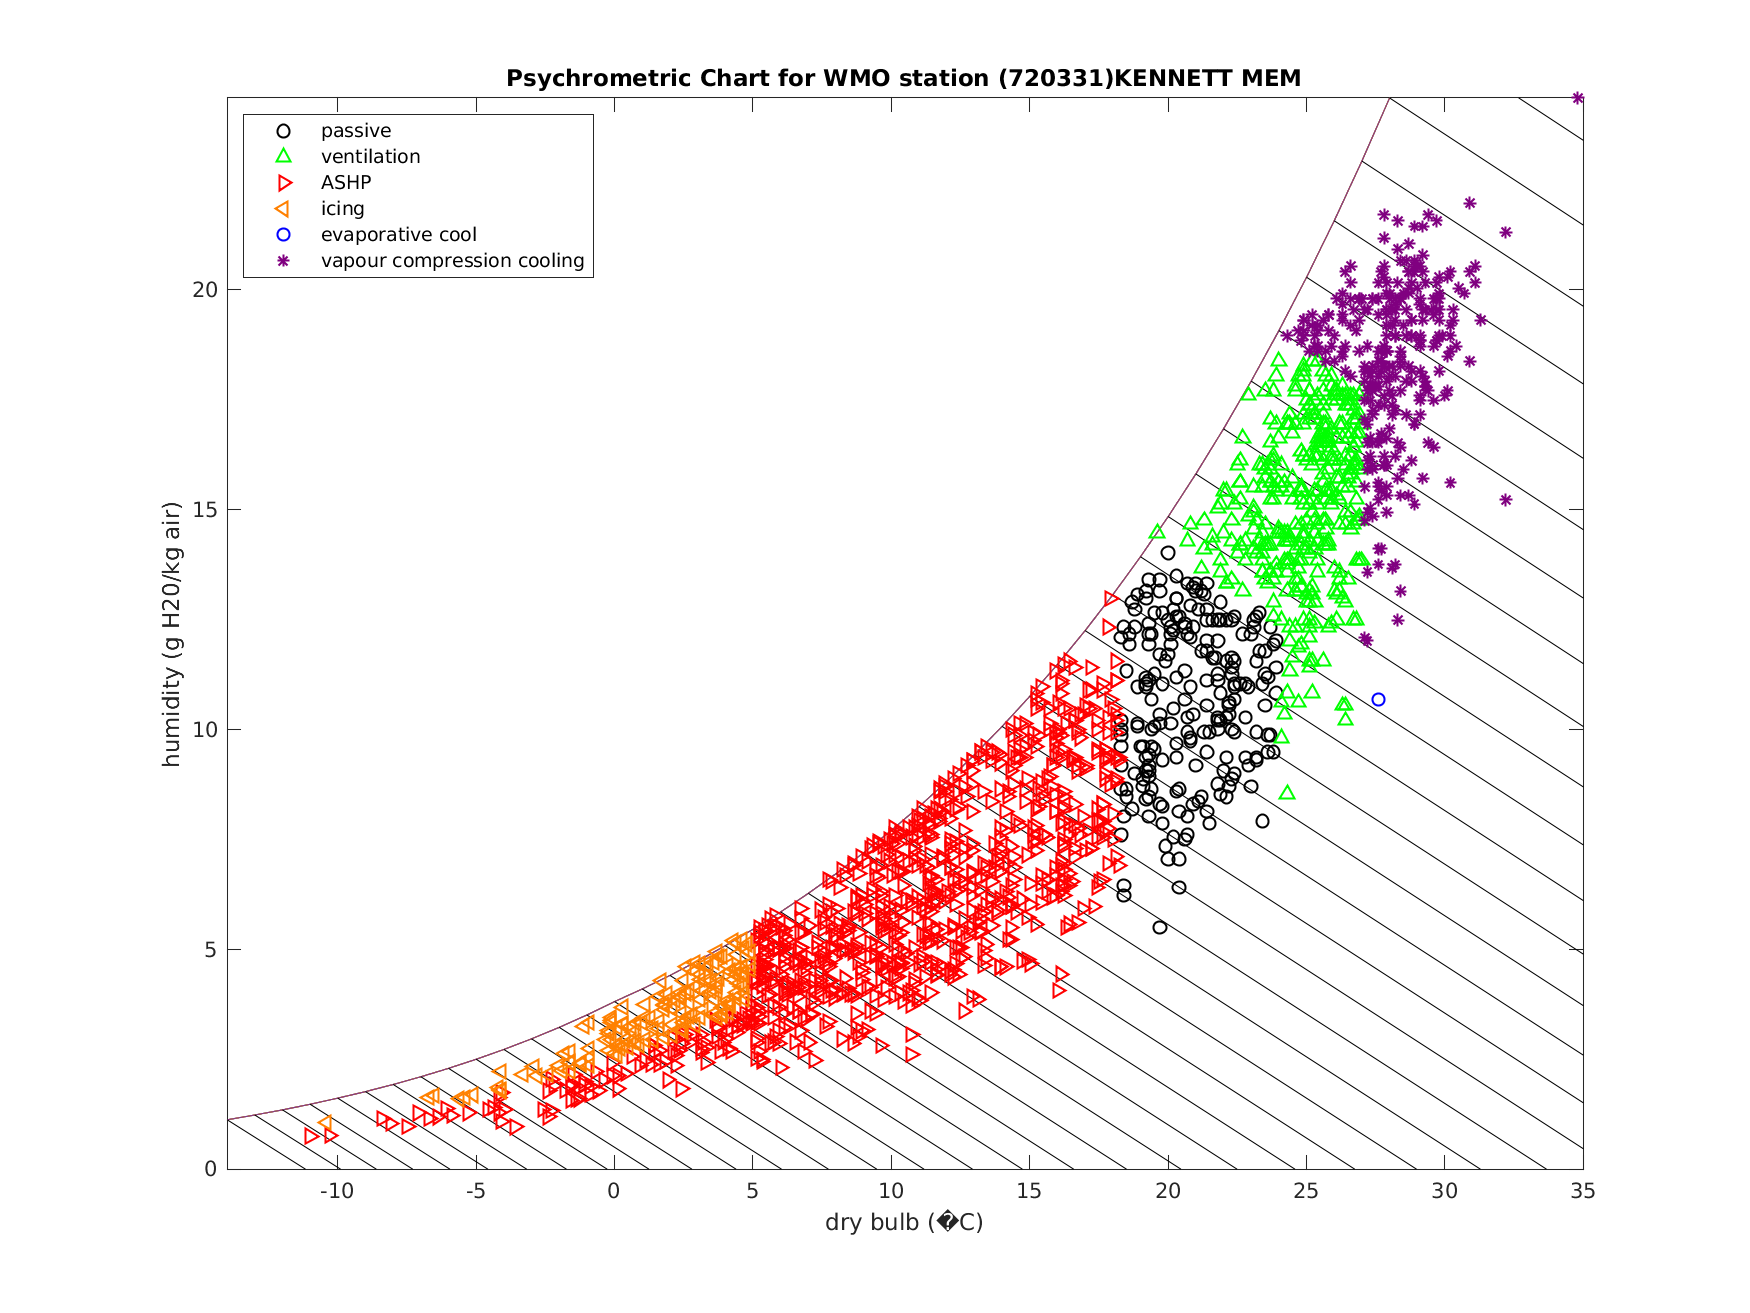 Psychrometric Chart for WMO station (720331)KENNETT MEM
passive
ventilation
ASHP
icing
evaporative cool
vapour compression cooling
humidity (g H20/kg air)
20
15
10
5
0
-10 -5 0 5 10 15 20 25 30 35
dry bulb (�C)